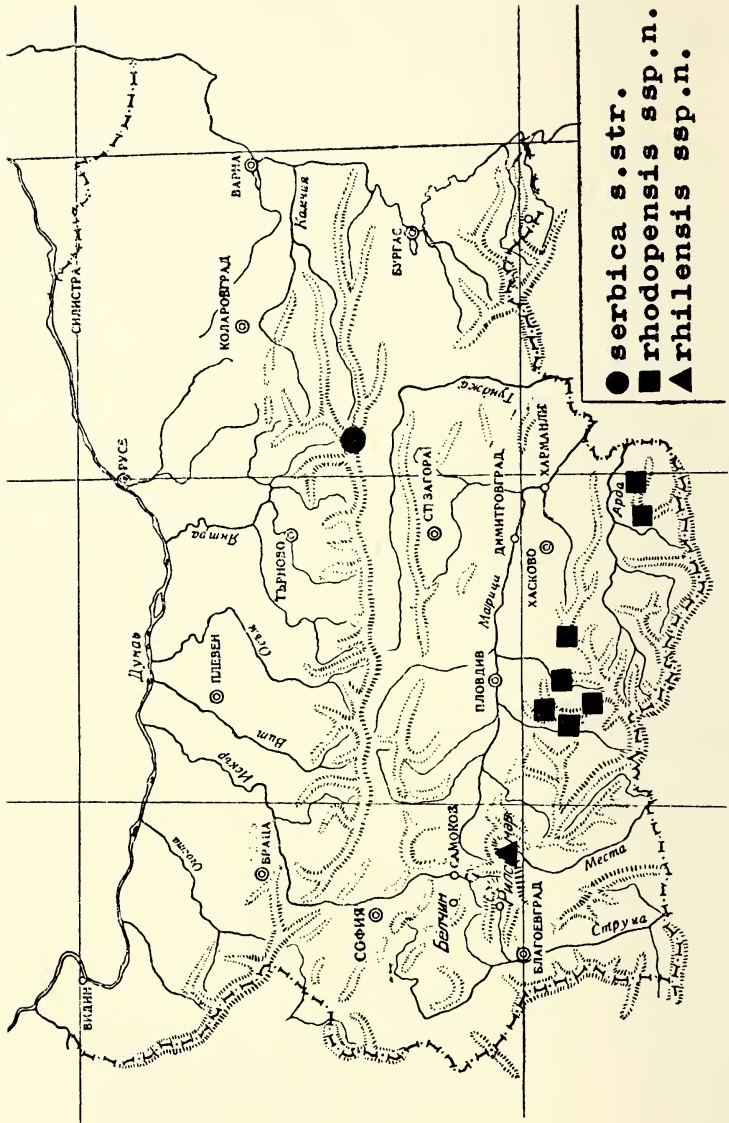 ВИДИН
Дунав
РУСЕ
СИЛИСТРА
Огоста
ВРАЦА
Искър
Вит
ПЛЕВЕН
Осъм
Янтра
ТЪРНОВО
КОЛАРОВГРАД
ВАРНА
Камчия
СОФИЯ
Белчин
САМОКОВ
СТ ЗАГОРА
БУРГАС
Тунджа
ПЛОВДИВ
Марица
ДИМИТРОВГРАД
ХАРМАНЛИ
ХАСКОВО
БЛАГОЕВГРАД
Струма
Места
Арда
serbica s.str.
rhodopensis ssp.n.
rhilensis ssp.n.